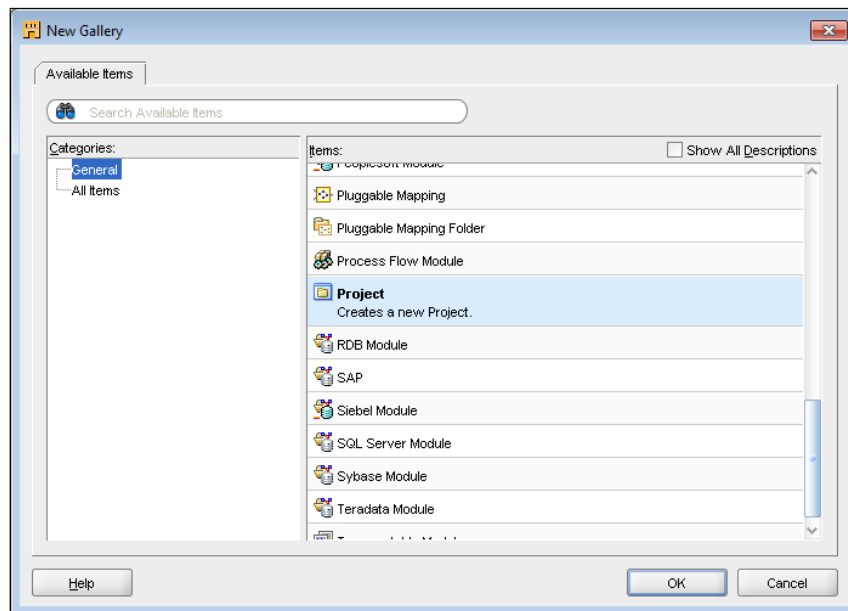 New Gallery
Available Items
Search Available Items
Categories:
General
All Items
Items:
Show All Descriptions
Pluggable Mapping
Pluggable Mapping Folder
Process Flow Module
Project
Creates a new Project.
RDB Module
SAP
Siebel Module
SQL Server Module
Sybase Module
Teradata Module
Help
OK
Cancel